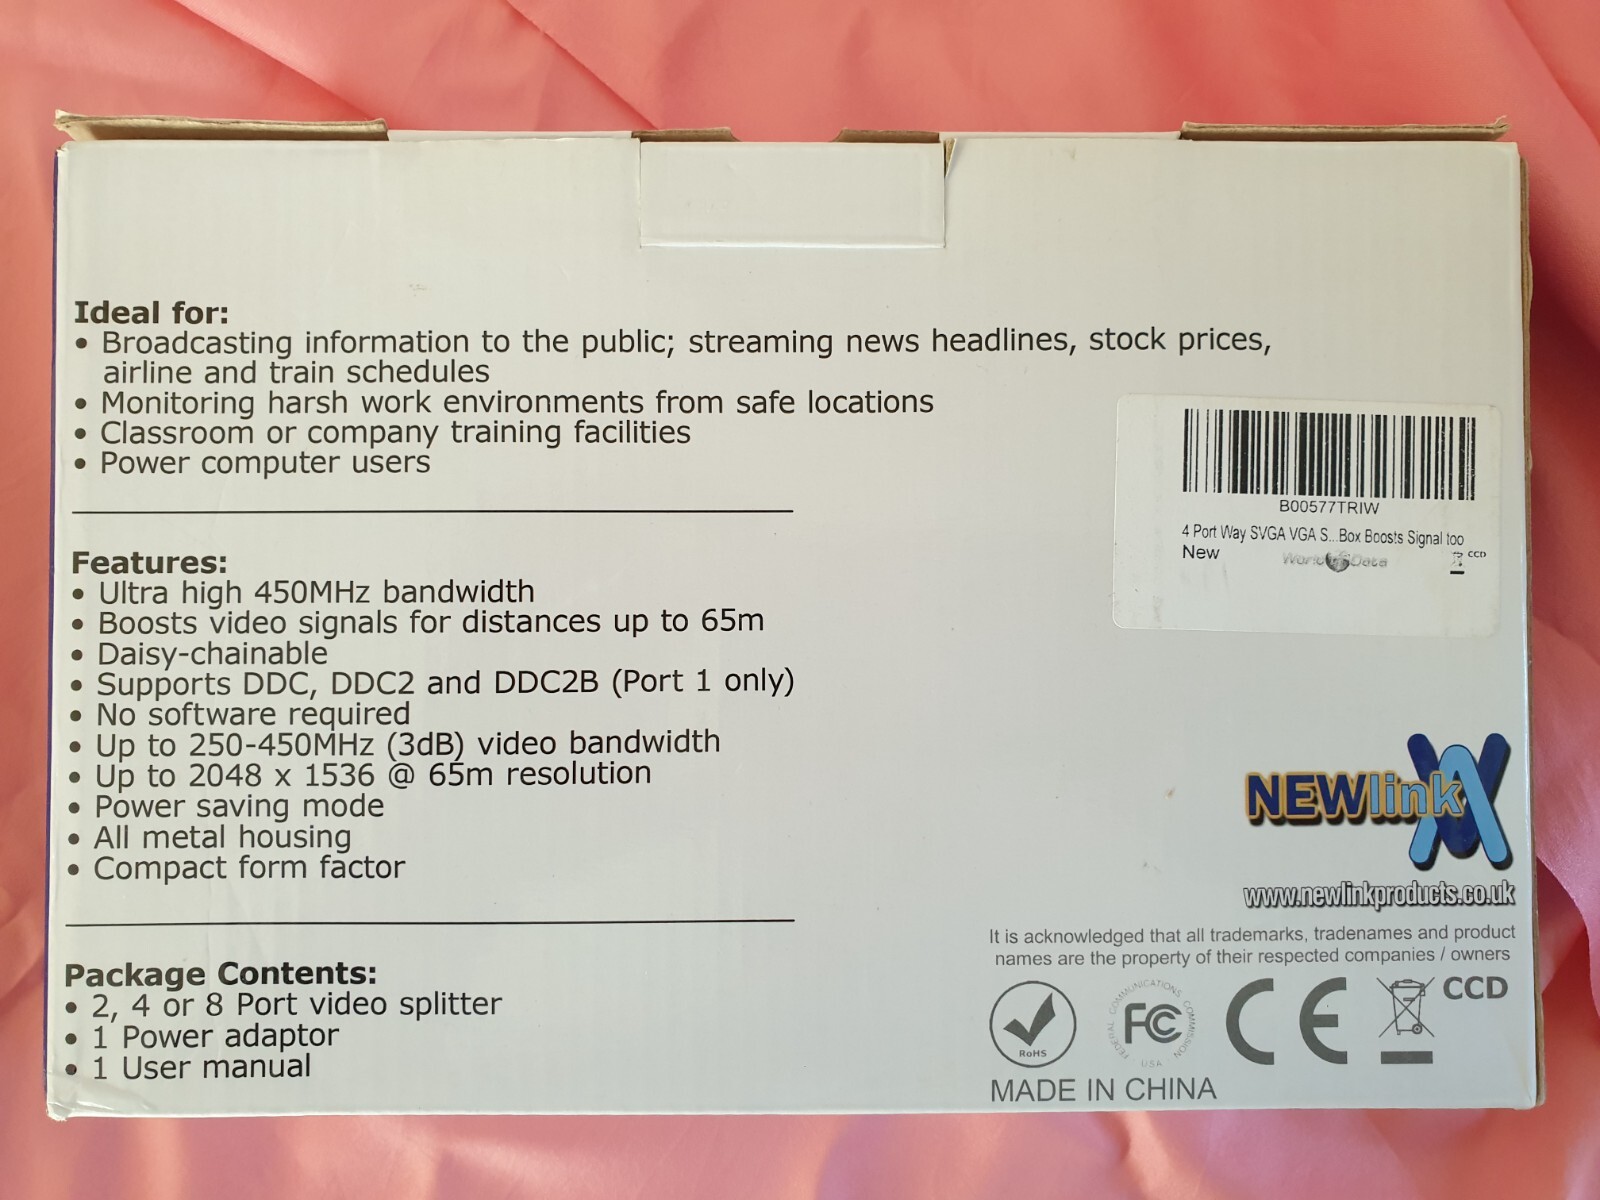 Ideal for:
• Broadcasting information to the public; streaming news headlines, stock prices,
airline and train schedules
• Monitoring harsh work environments from safe locations
• Classroom or company training facilities
• Power computer users
B00577TRIW
4 Port Way SVGA VGA S...Box Boosts Signal too
New
World Data
CCD
Features:
• Ultra high 450MHz bandwidth
• Boosts video signals for distances up to 65m
• Daisy-chainable
• Supports DDC, DDC2 and DDC2B (Port 1 only)
• No software required
• Up to 250-450MHz (3dB) video bandwidth
• Up to 2048 x 1536 @ 65m resolution
• Power saving mode
• All metal housing
• Compact form factor
NEWlink
www.newlinkproducts.co.uk
It is acknowledged that all trademarks, tradenames and product
names are the property of their respected companies / owners
Package Contents:
• 2, 4 or 8 Port video splitter
• 1 Power adaptor
• 1 User manual
RoHS
FEDERAL COMMUNICATIONS COMMISSION
FC
USA
CE
CCD
MADE IN CHINA